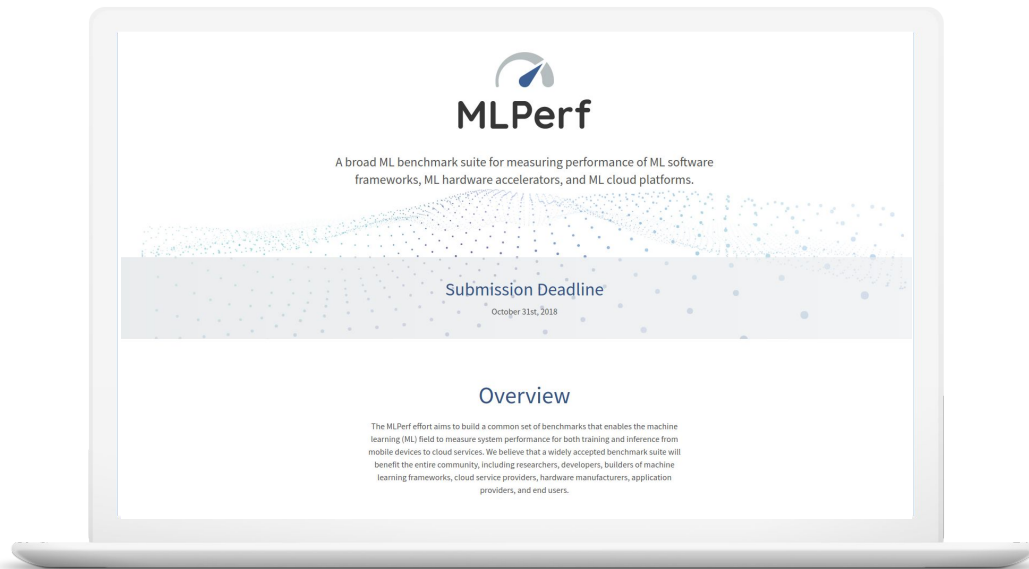 MLPerf
A broad ML benchmark suite for measuring performance of ML software
frameworks, ML hardware accelerators, and ML cloud platforms.
Submission Deadline
October 31st, 2018
Overview
The MLPerf effort aims to build a common set of benchmarks that enables the machine
learning (ML) field to measure system performance for both training and inference from
mobile devices to cloud services. We believe that a widely accepted benchmark suite will
benefit the entire community, including researchers, developers, builders of machine
learning frameworks, cloud service providers, hardware manufacturers, application
providers, and end users.